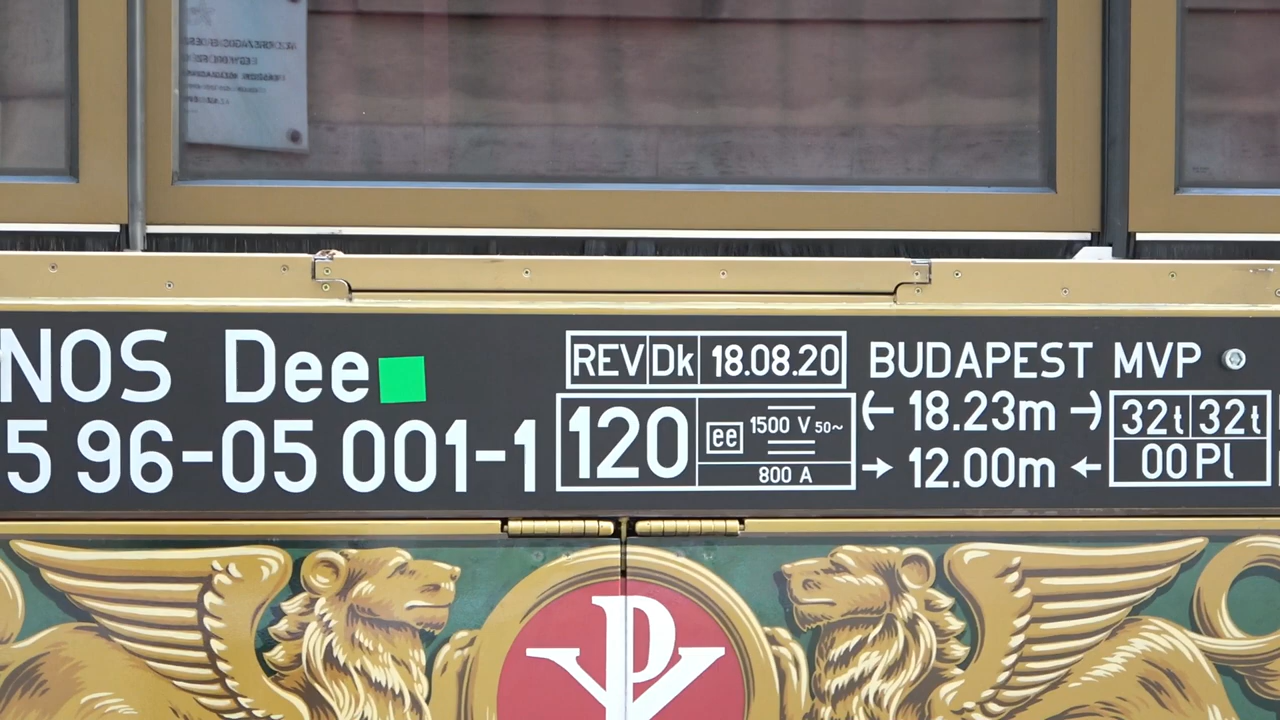 NOS Dee
5 96-05 001-1
REV Dk 18.08.20
120
ee 1500 V 50~
800 A
BUDAPEST MVP
18.23m
12.00m
32t 32t
00 Pl